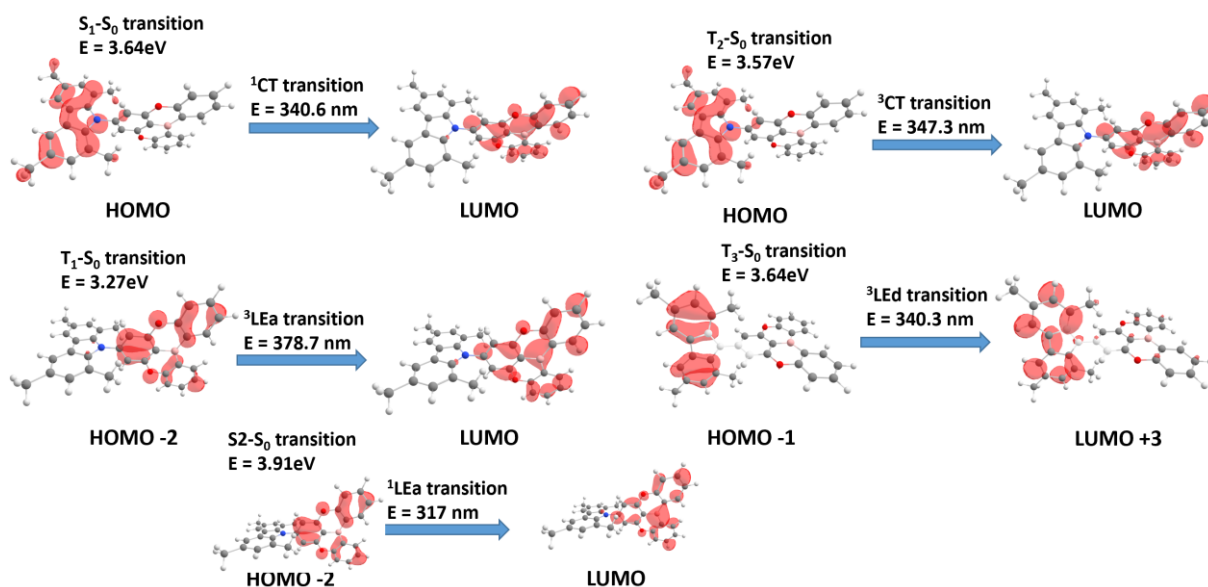 S₁-S₀ transition
E = 3.64eV
¹CT transition
E = 340.6 nm
HOMO
LUMO
T₂-S₀ transition
E = 3.57eV
³CT transition
E = 347.3 nm
HOMO
LUMO
T₁-S₀ transition
E = 3.27eV
³LEa transition
E = 378.7 nm
HOMO -2
LUMO
T₃-S₀ transition
E = 3.64eV
³LEd transition
E = 340.3 nm
HOMO -1
LUMO +3
S2-S₀ transition
E = 3.91eV
¹LEa transition
E = 317 nm
HOMO -2
LUMO